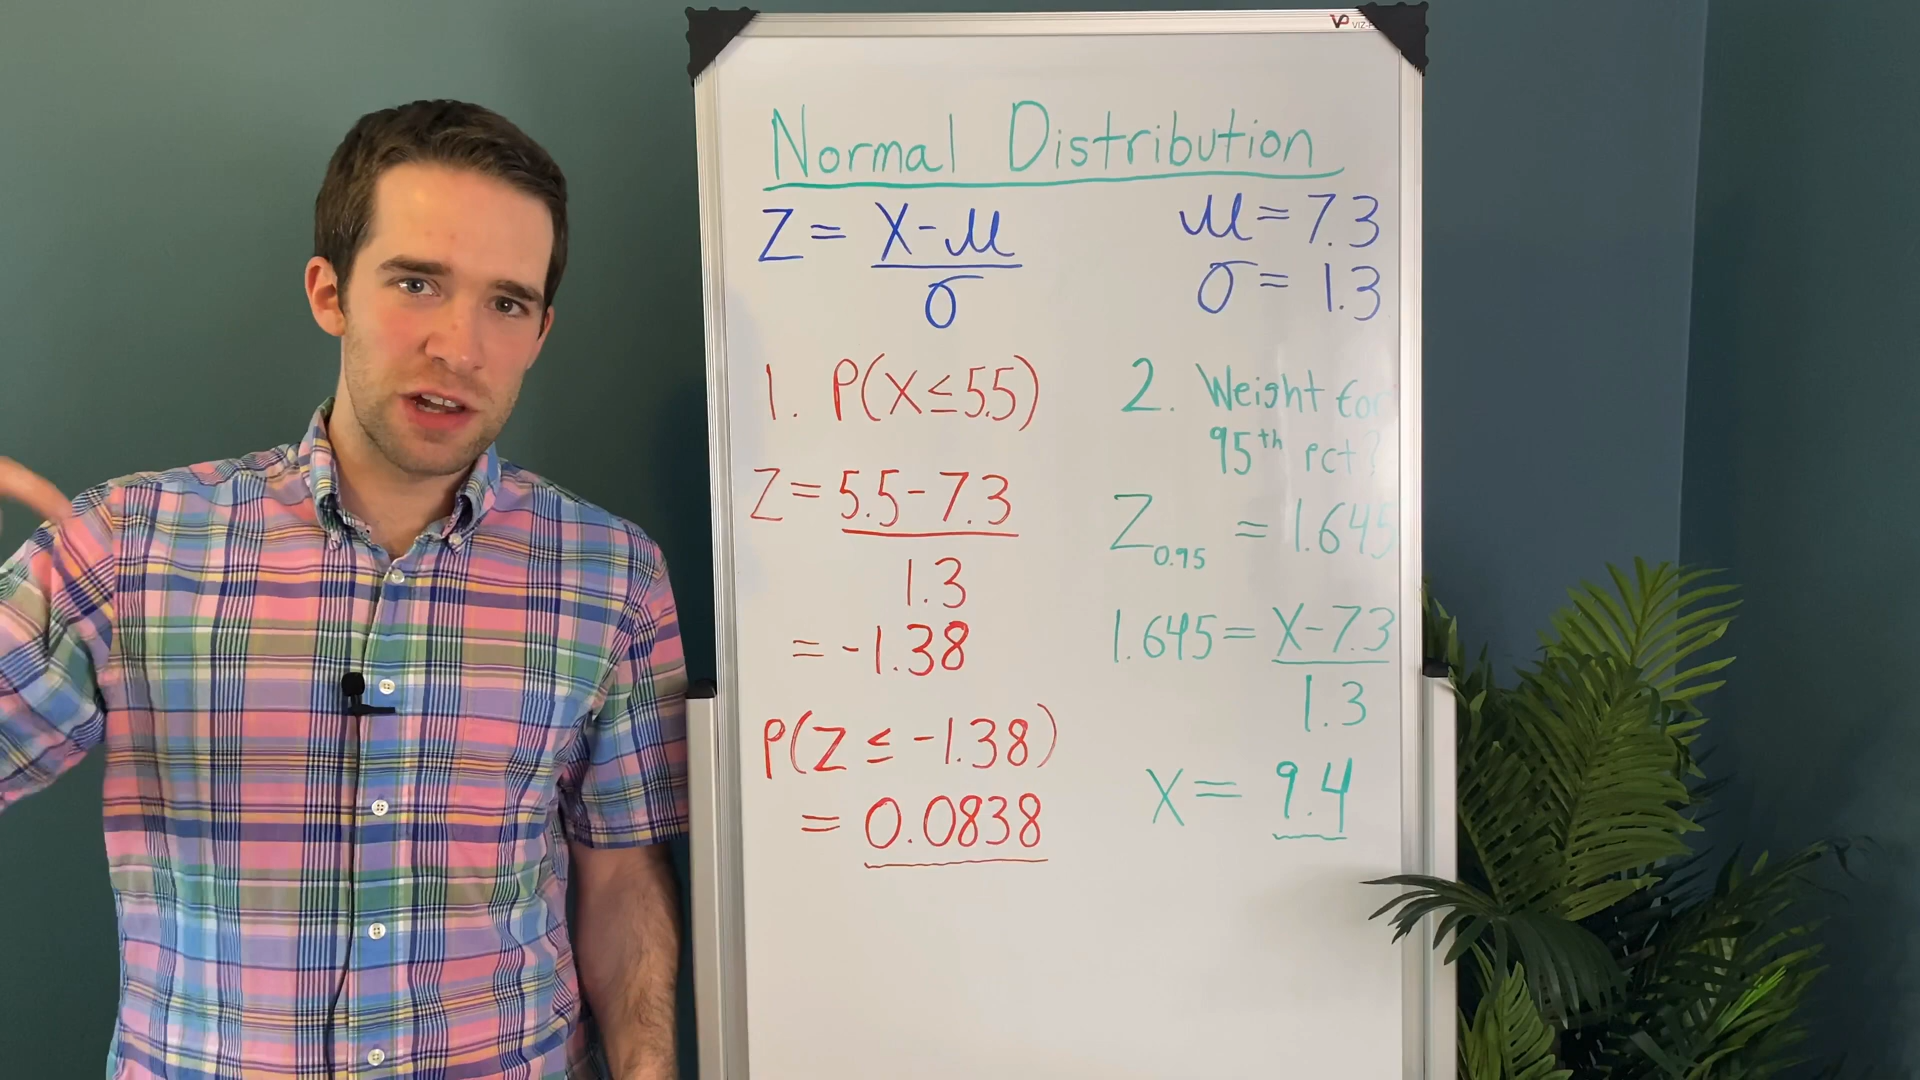 Normal Distribution
Z = X-μ / σ
μ = 7.3
σ = 1.3
1. P(X≤5.5)
Z = 5.5-7.3 / 1.3
= -1.38
P(Z ≤ -1.38)
= 0.0838
2. Weight for
95th pct?
Z0.95 = 1.645
1.645 = X-7.3 / 1.3
X = 9.4